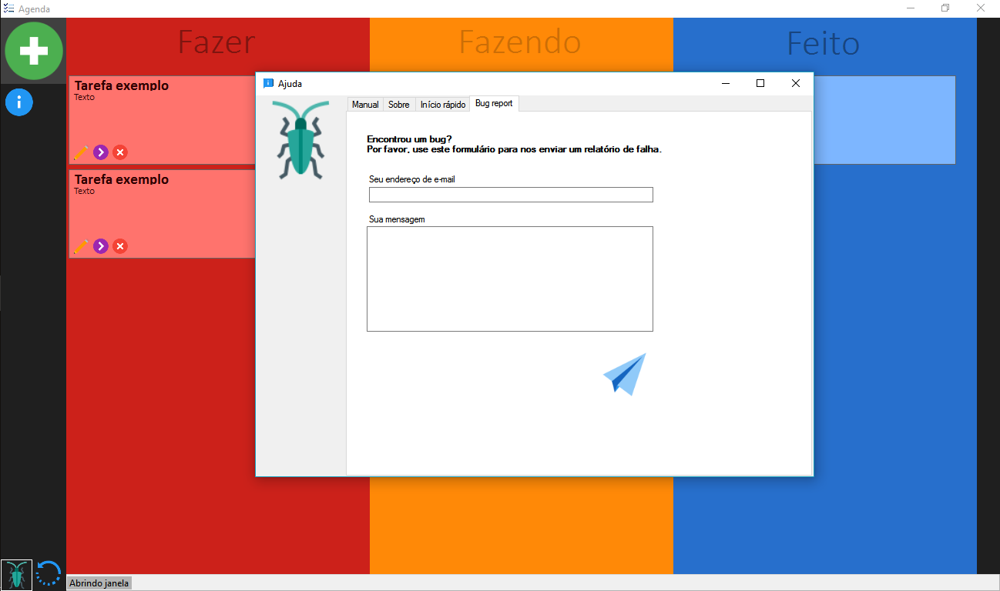 Agenda
Fazer
Fazendo
Feito
Tarefa exemplo
Texto
Tarefa exemplo
Texto
Ajuda
Manual
Sobre
Início rápido
Bug report
Encontrou um bug?
Por favor, use este formulário para nos enviar um relatório de falha.
Seu endereço de e-mail
Sua mensagem
Abrindo janela